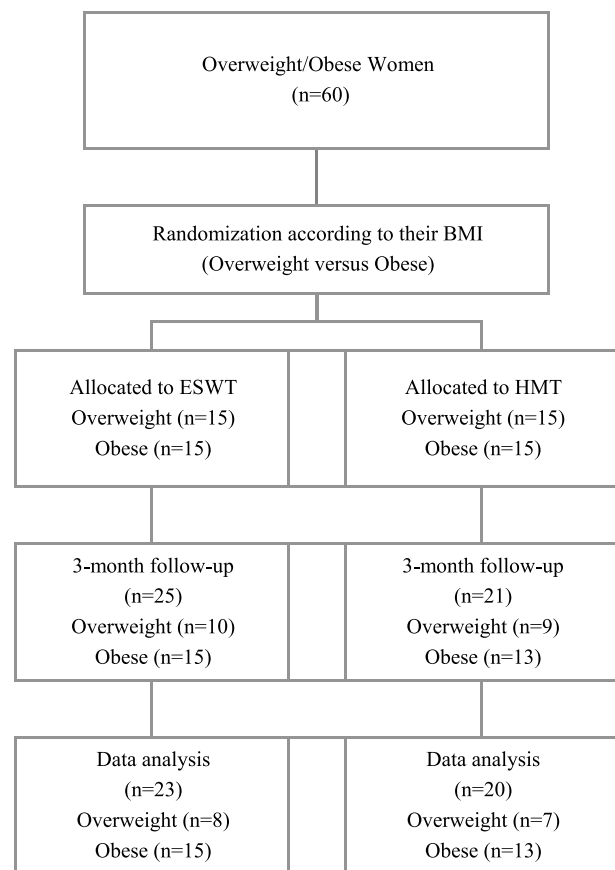 Overweight/Obese Women
(n=60)
Randomization according to their BMI
(Overweight versus Obese)
Allocated to ESWT
Overweight (n=15)
Obese (n=15)
Allocated to HMT
Overweight (n=15)
Obese (n=15)
3-month follow-up
(n=25)
Overweight (n=10)
Obese (n=15)
3-month follow-up
(n=21)
Overweight (n=9)
Obese (n=13)
Data analysis
(n=23)
Overweight (n=8)
Obese (n=15)
Data analysis
(n=20)
Overweight (n=7)
Obese (n=13)